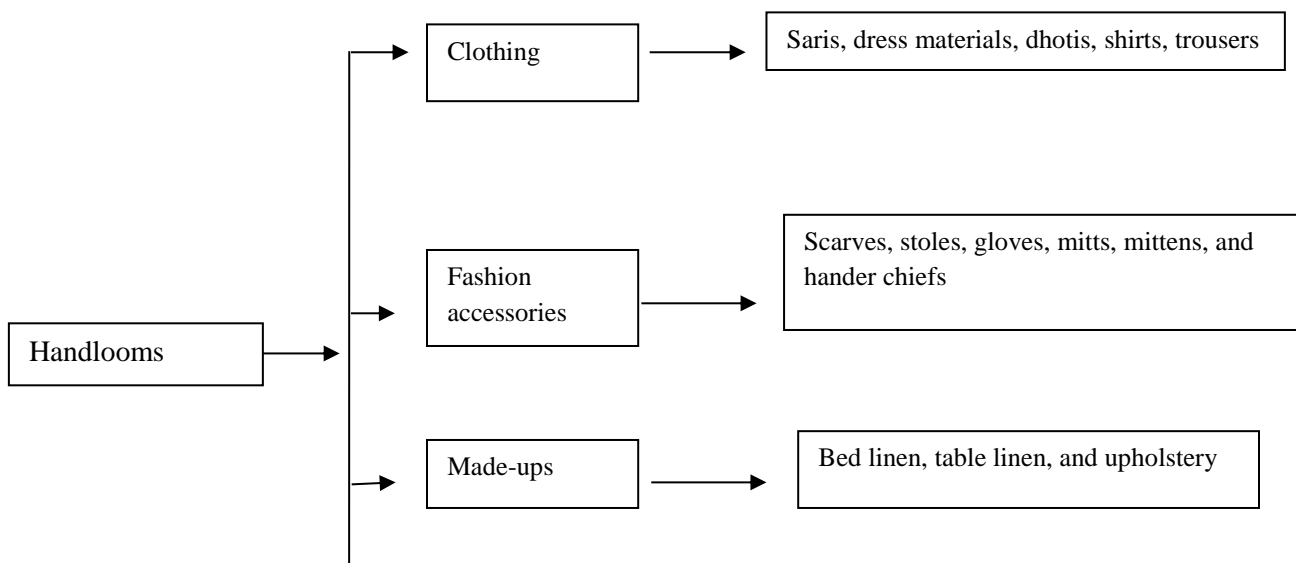 Clothing
Saris, dress materials, dhotis, shirts, trousers
Fashion
accessories
Scarves, stoles, gloves, mitts, mittens, and
hander chiefs
Handlooms
Made-ups
Bed linen, table linen, and upholstery